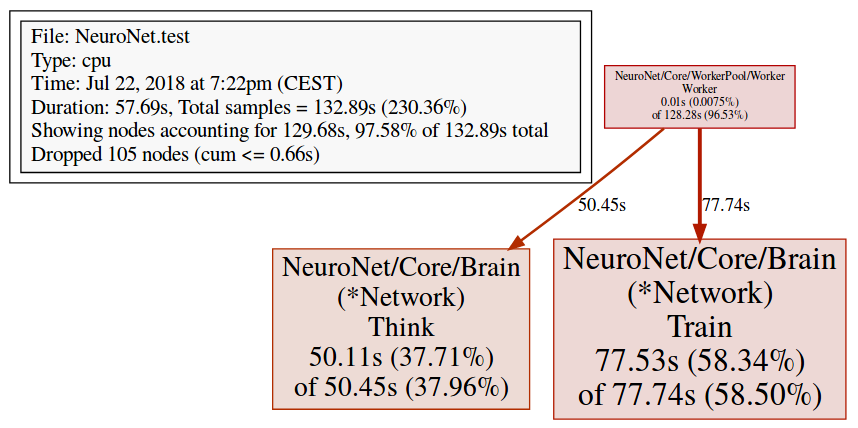 File: NeuroNet.test
Type: cpu
Time: Jul 22, 2018 at 7:22pm (CEST)
Duration: 57.69s, Total samples = 132.89s (230.36%)
Showing nodes accounting for 129.68s, 97.58% of 132.89s total
Dropped 105 nodes (cum <= 0.66s)
NeuroNet/Core/WorkerPool/Worker
Worker
0.01s (0.0075%)
of 128.28s (96.53%)
50.45s
77.74s
NeuroNet/Core/Brain
(*Network)
Think
50.11s (37.71%)
of 50.45s (37.96%)
NeuroNet/Core/Brain
(*Network)
Train
77.53s (58.34%)
of 77.74s (58.50%)